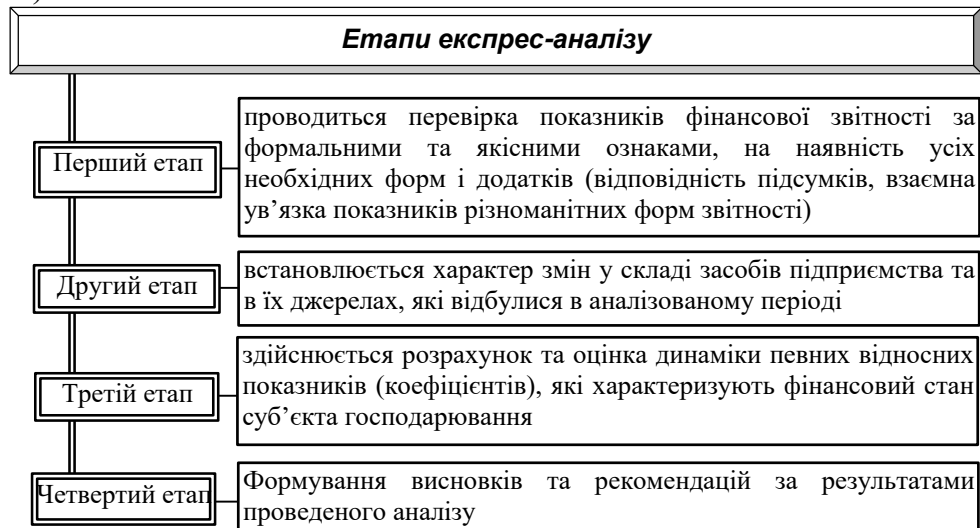 Етапи експрес-аналізу
Перший етап
проводиться перевірка показників фінансової звітності за
формальними та якісними ознаками, на наявність усіх
необхідних форм і додатків (відповідність підсумків, взаємна
ув’язка показників різноманітних форм звітності)
Другий етап
встановлюється характер змін у складі засобів підприємства та
в їх джерелах, які відбулися в аналізованому періоді
Третій етап
здійснюється розрахунок та оцінка динаміки певних відносних
показників (коефіцієнтів), які характеризують фінансовий стан
суб’єкта господарювання
Четвертий етап
Формування висновків та рекомендацій за результатами
проведеного аналізу